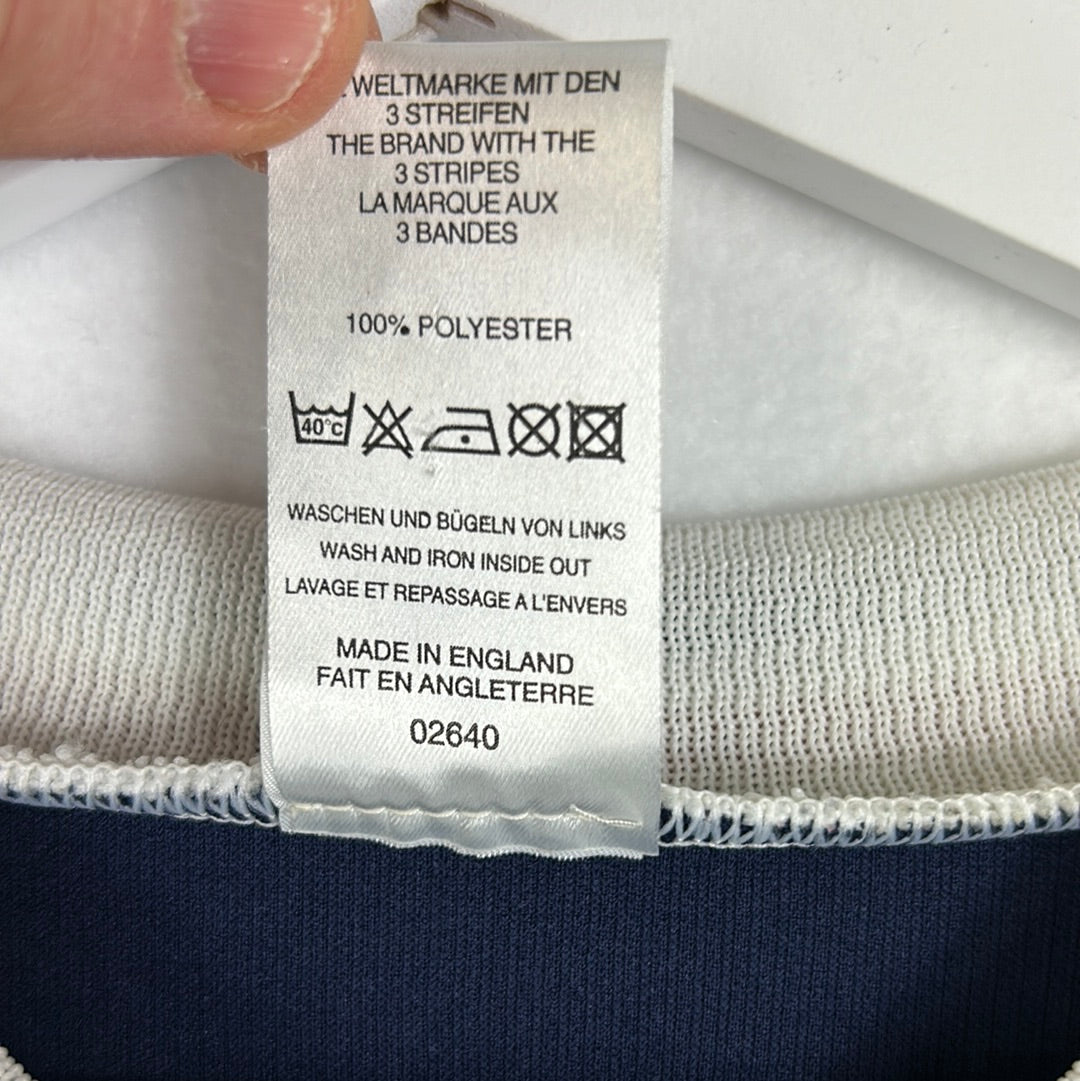 WELTMARKE MIT DEN
3 STREIFEN
THE BRAND WITH THE
3 STRIPES
LA MARQUE AUX
3 BANDES
100% POLYESTER
40°C
WASCHEN UND BÜGELN VON LINKS
WASH AND IRON INSIDE OUT
LAVAGE ET REPASSAGE A L'ENVERS
MADE IN ENGLAND
FAIT EN ANGLETERRE
02640